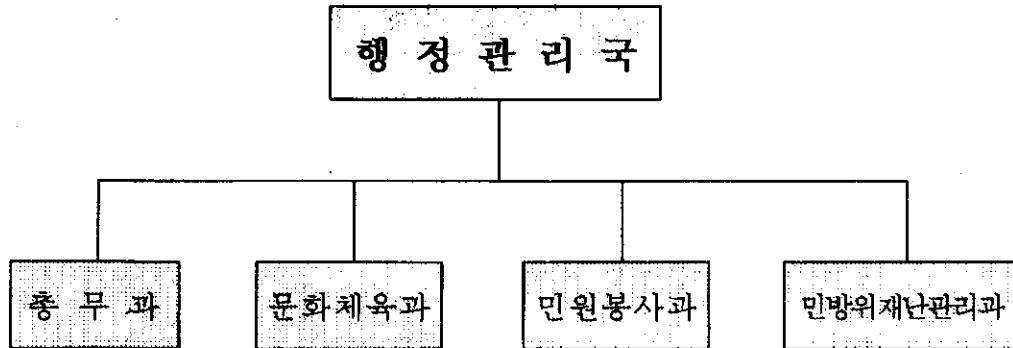 행 정 관 리 국
총 무 과
문화체육과
민원봉사과
민방위재난관리과